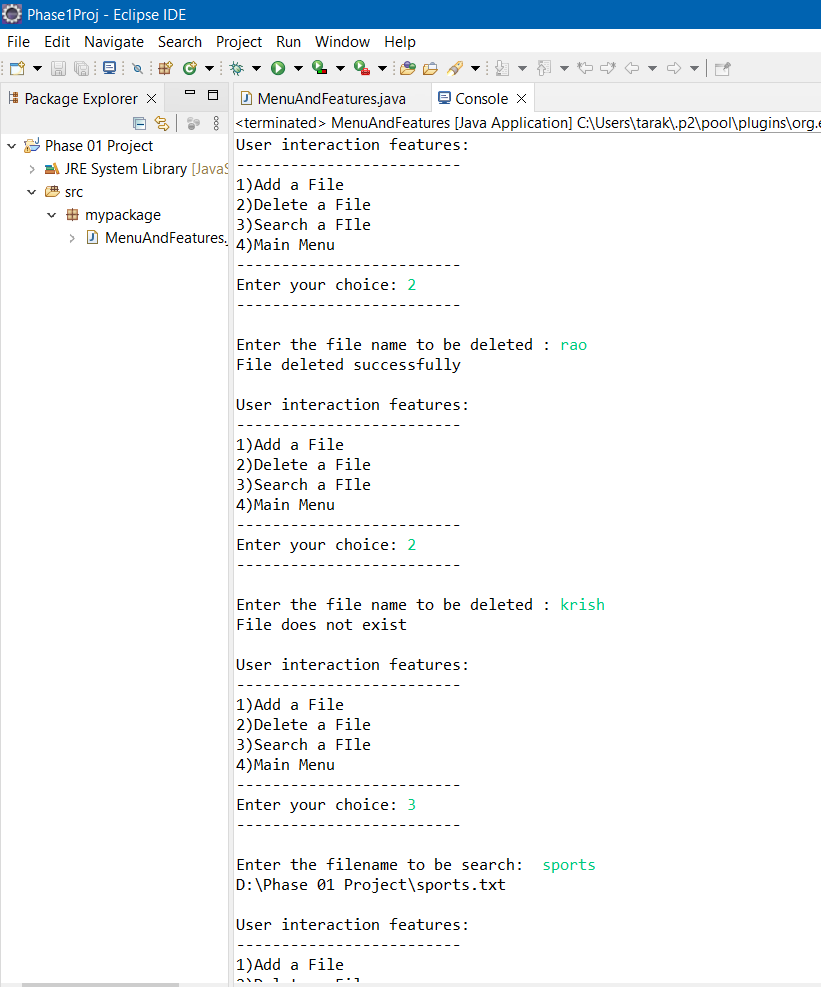 Phase1Proj - Eclipse IDE
File Edit Navigate Search Project Run Window Help
Package Explorer
Phase 01 Project
JRE System Library [JavaS
src
mypackage
MenuAndFeatures.
MenuAndFeatures.java
Console
<terminated> MenuAndFeatures [Java Application] C:\Users\tarak\.p2\pool\plugins\org.e
User interaction features:
-------------------------
1)Add a File
2)Delete a File
3)Search a FIle
4)Main Menu
-------------------------
Enter your choice: 2
-------------------------
Enter the file name to be deleted : rao
File deleted successfully
User interaction features:
-------------------------
1)Add a File
2)Delete a File
3)Search a FIle
4)Main Menu
-------------------------
Enter your choice: 2
-------------------------
Enter the file name to be deleted : krish
File does not exist
User interaction features:
-------------------------
1)Add a File
2)Delete a File
3)Search a FIle
4)Main Menu
-------------------------
Enter your choice: 3
-------------------------
Enter the filename to be search:  sports
D:\Phase 01 Project\sports.txt
User interaction features:
-------------------------
1)Add a File